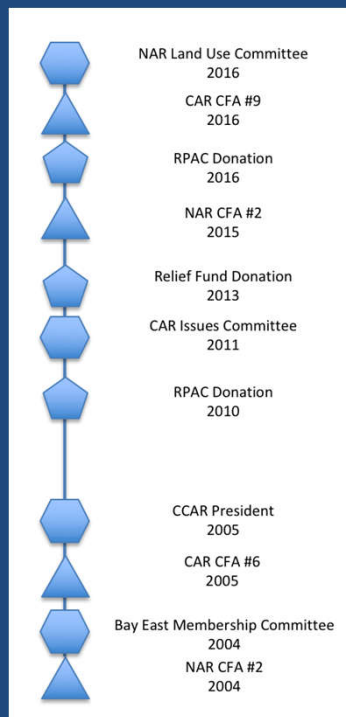 NAR Land Use Committee
2016
CAR CFA #9
2016
RPAC Donation
2016
NAR CFA #2
2015
Relief Fund Donation
2013
CAR Issues Committee
2011
RPAC Donation
2010
CCAR President
2005
CAR CFA #6
2005
Bay East Membership Committee
2004
NAR CFA #2
2004